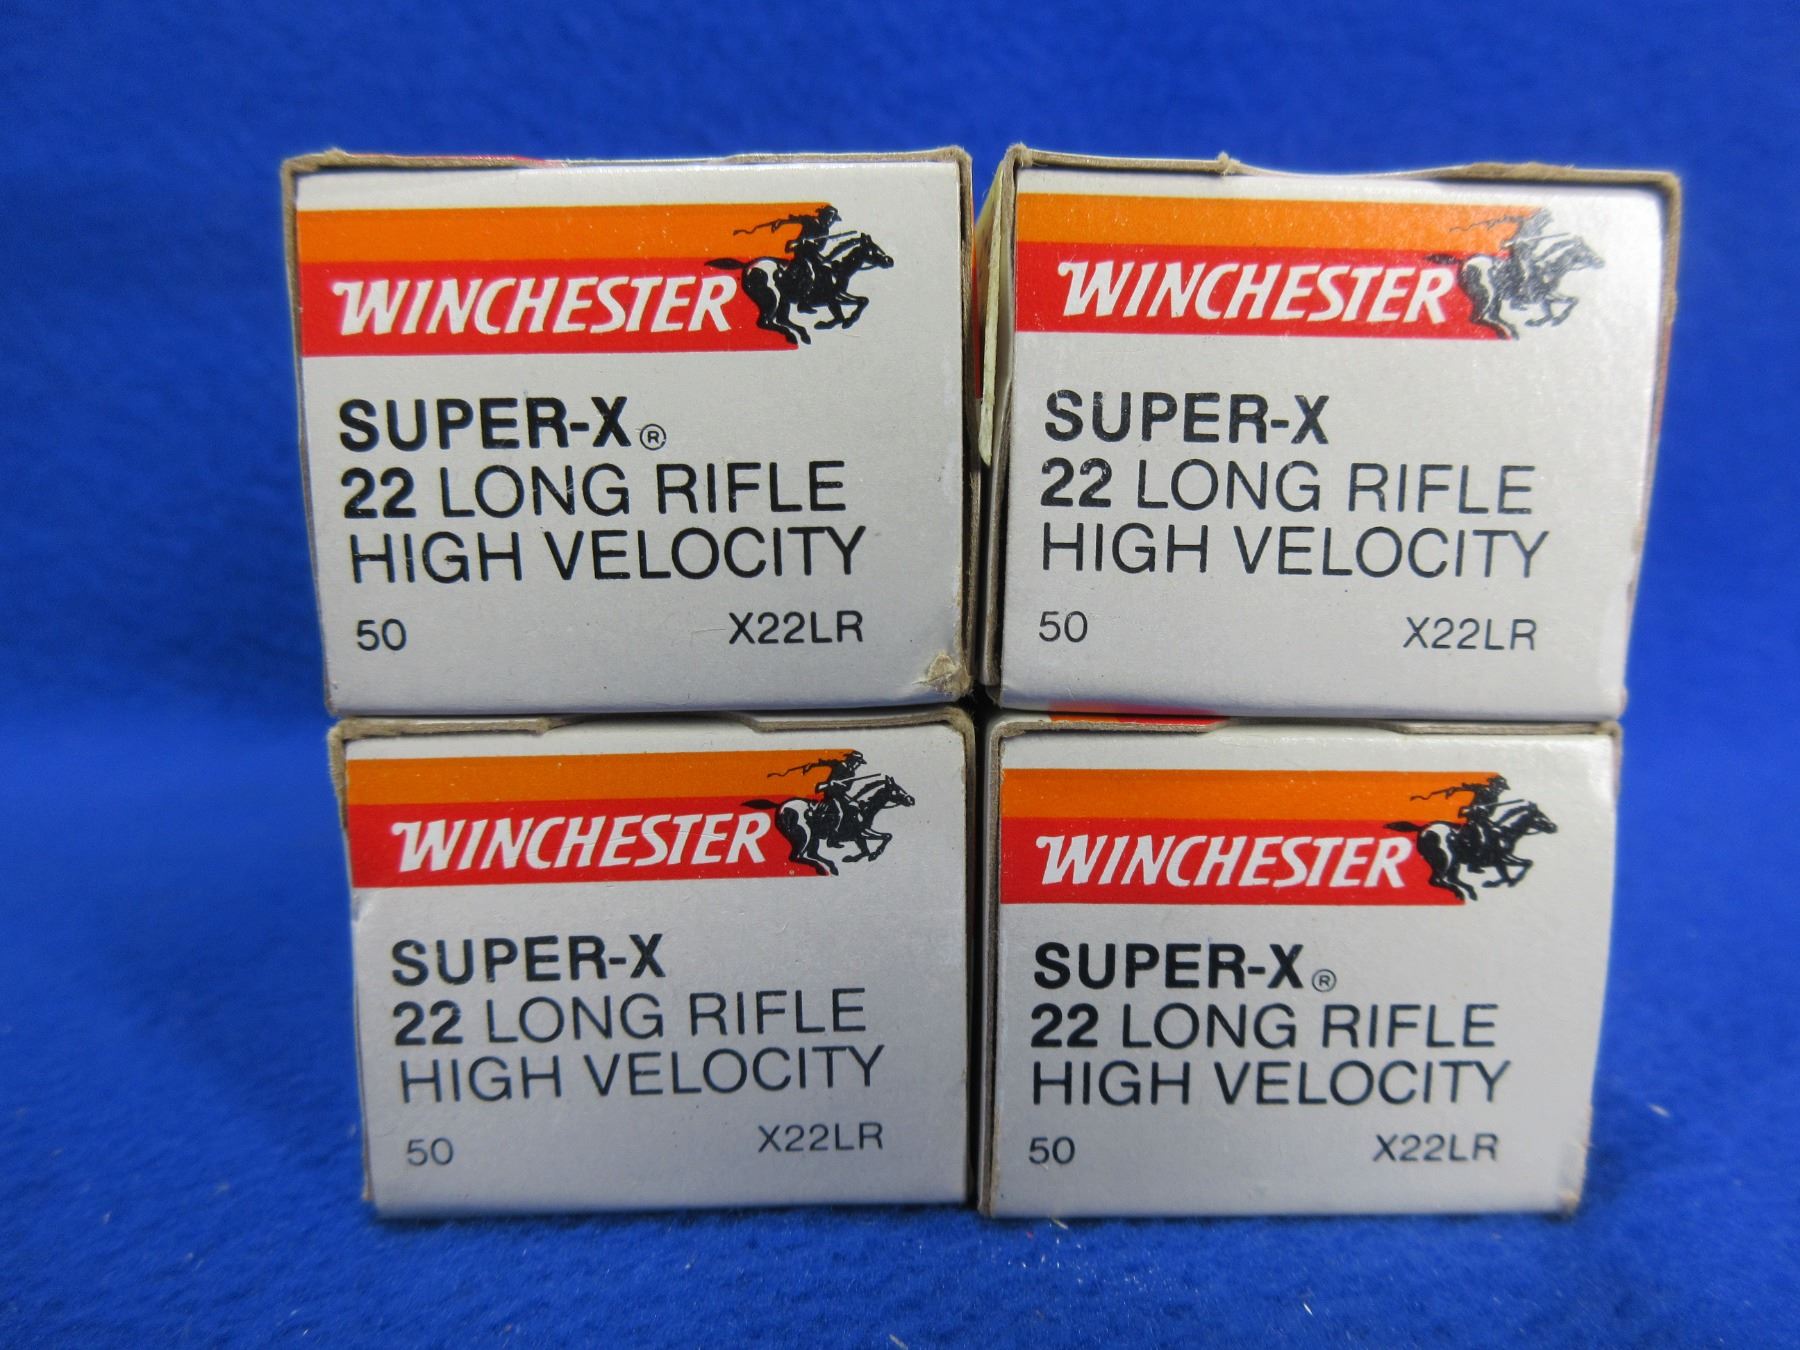 WINCHESTER
SUPER-X®
22 LONG RIFLE
HIGH VELOCITY
50 X22LR
WINCHESTER
SUPER-X
22 LONG RIFLE
HIGH VELOCITY
50 X22LR
WINCHESTER
SUPER-X
22 LONG RIFLE
HIGH VELOCITY
50 X22LR
WINCHESTER
SUPER-X®
22 LONG RIFLE
HIGH VELOCITY
50 X22LR